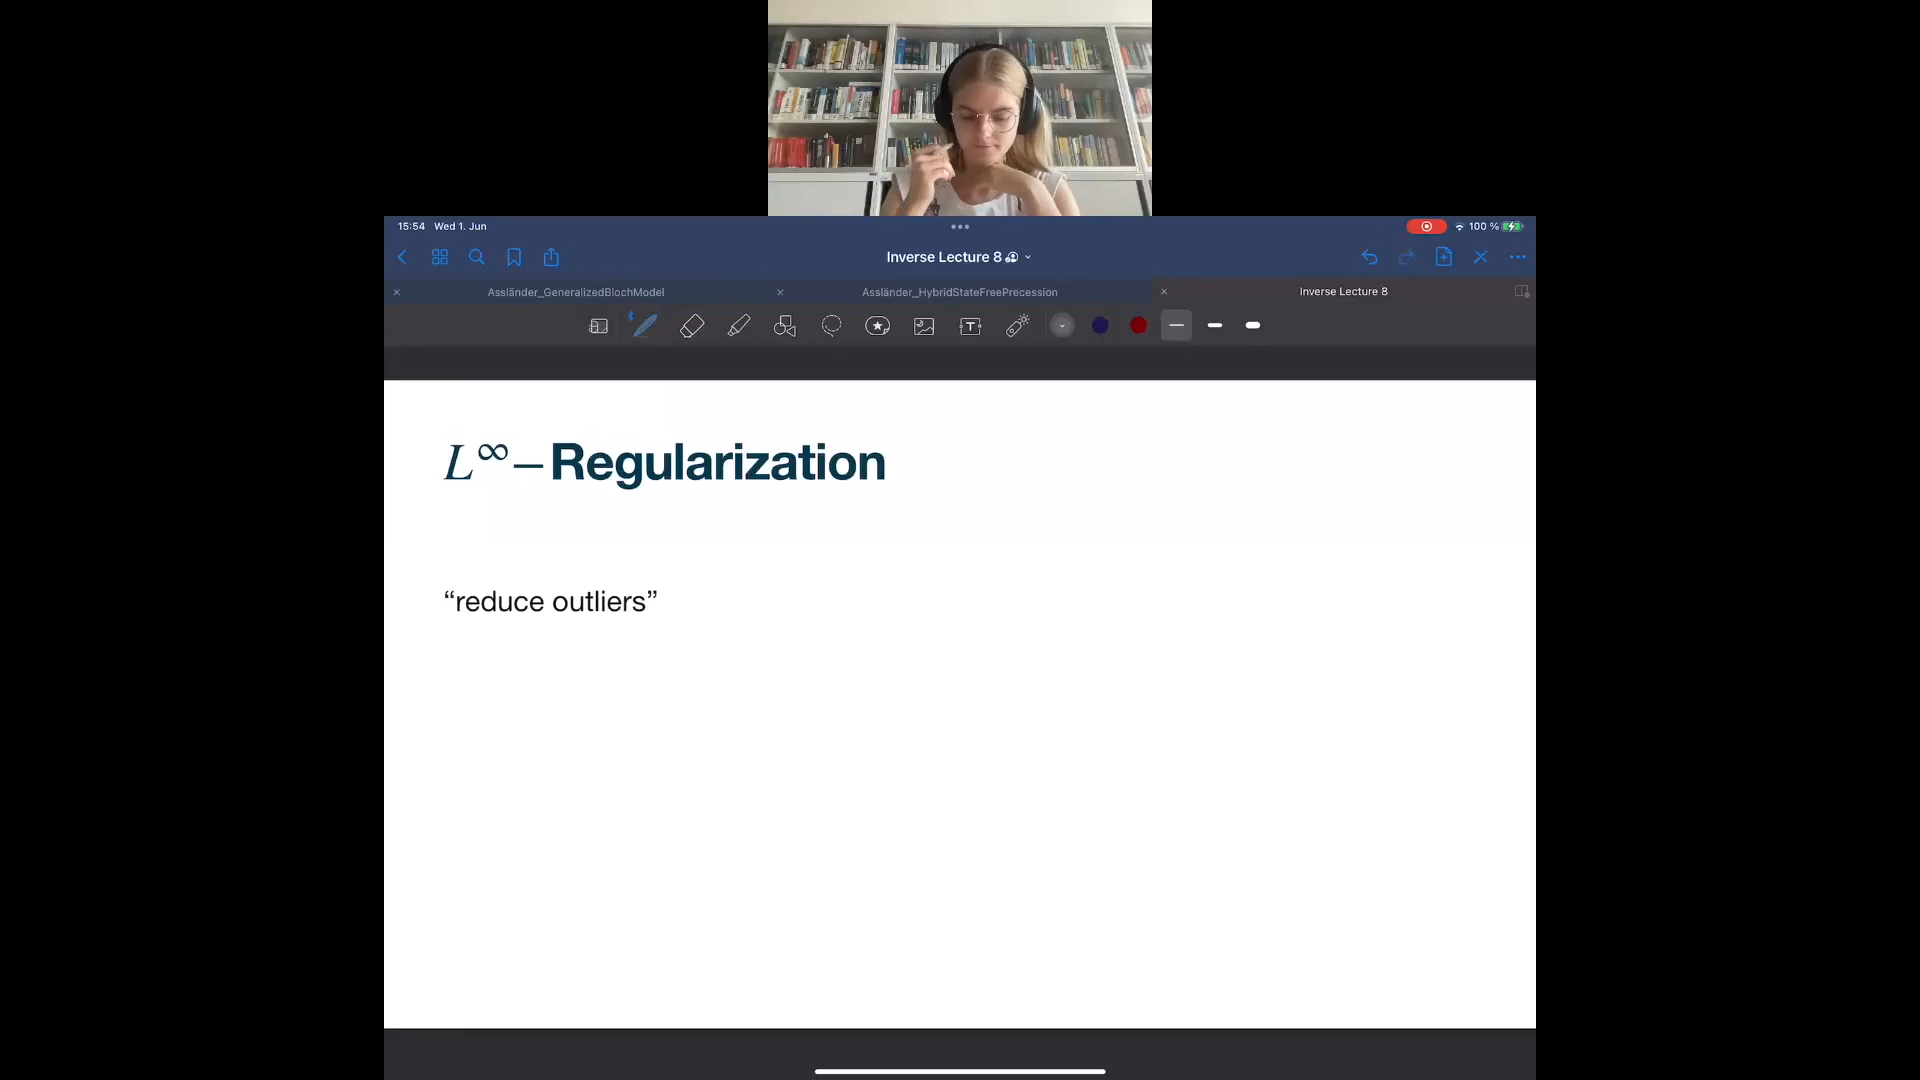 15:54 Wed 1. Jun
100 %
Inverse Lecture 8
Assländer_GeneralizedBlochModel
Assländer_HybridStateFreePrecession
Inverse Lecture 8
L∞–Regularization
“reduce outliers”